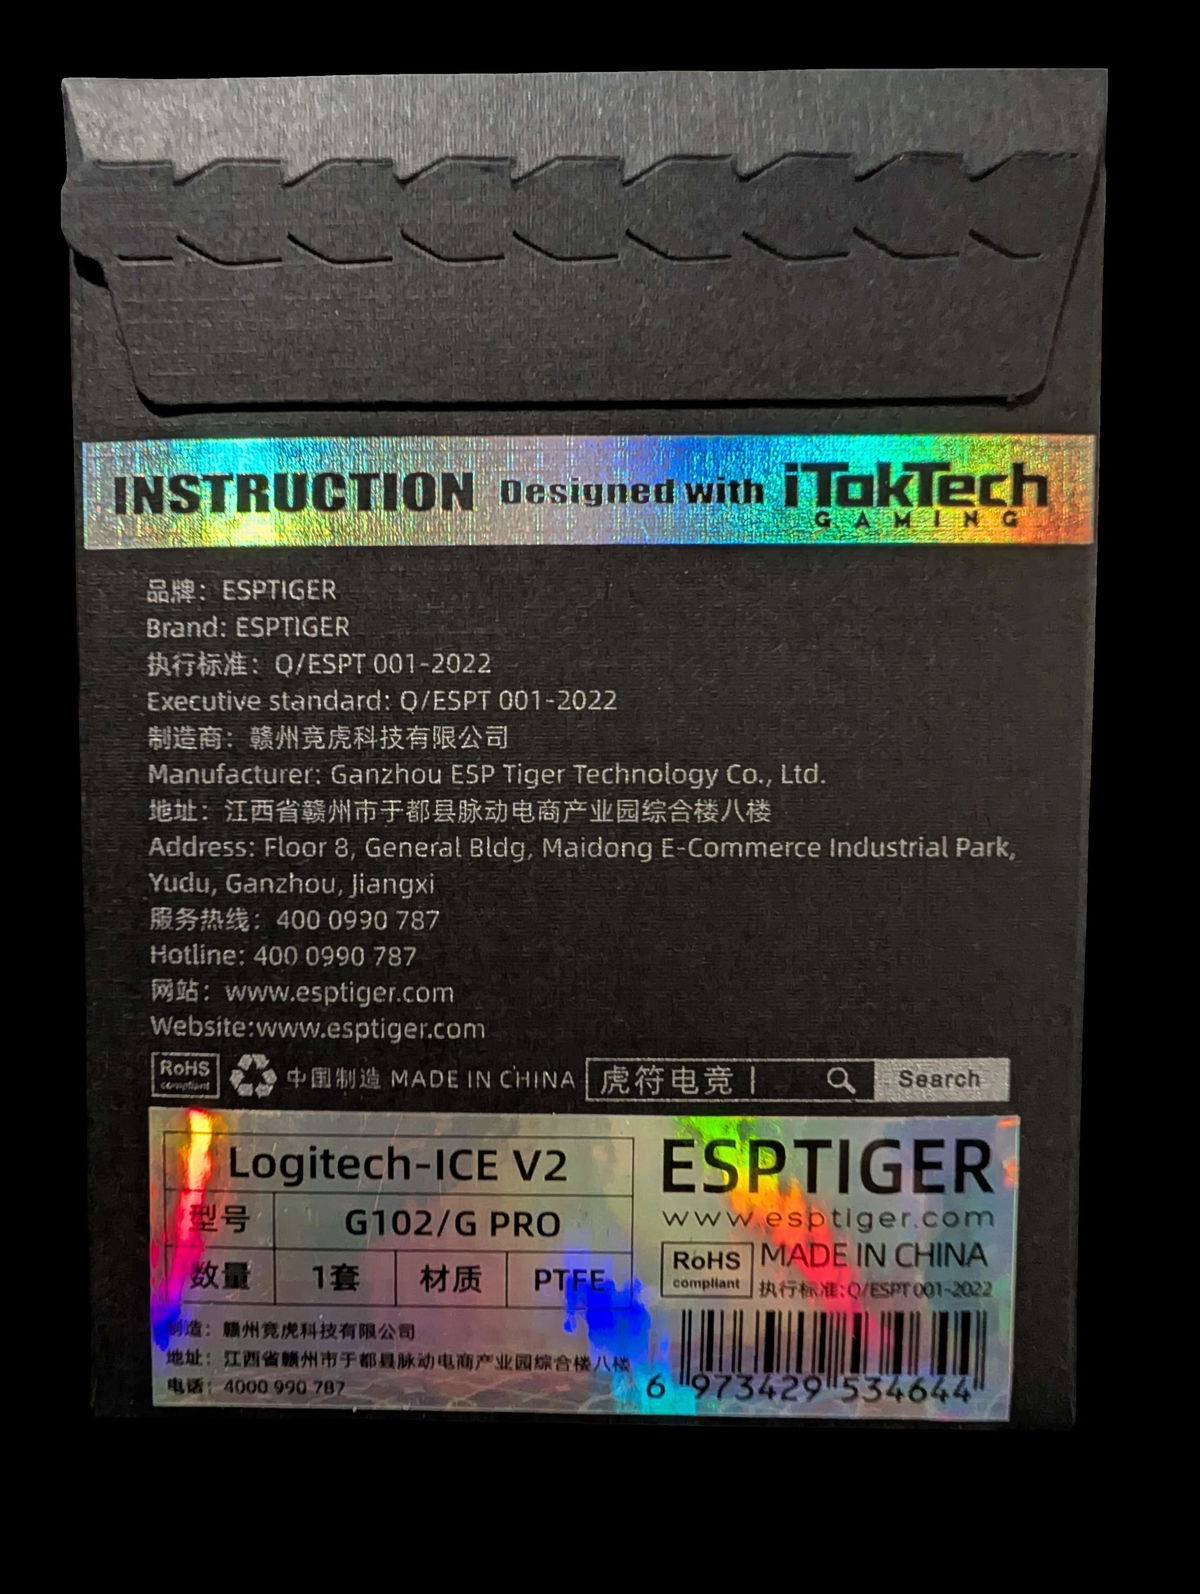 INSTRUCTION Designed with iTakTech
GAMING
品牌：ESPTIGER
Brand: ESPTIGER
执行标准：Q/ESPT 001-2022
Executive standard: Q/ESPT 001-2022
制造商：赣州竞虎科技有限公司
Manufacturer: Ganzhou ESP Tiger Technology Co., Ltd.
地址：江西省赣州市于都县脉动电商产业园综合楼八楼
Address: Floor 8, General Bldg, Maidong E-Commerce Industrial Park,
Yudu, Ganzhou, Jiangxi
服务热线：400 0990 787
Hotline: 400 0990 787
网站：www.esptiger.com
Website:www.esptiger.com
RoHS
compliant
中国制造 MADE IN CHINA
虎符电竞 Search
Logitech-ICE V2
型号 G102/G PRO
数量 1套 材质 PTFE
制造：赣州竞虎科技有限公司
地址：江西省赣州市于都县脉动电商产业园综合楼八楼
电话：4000 990 787
ESPTIGER
www.esptiger.com
RoHS
compliant
MADE IN CHINA
执行标准:Q/ESPT 001-2022
6 973429 534644